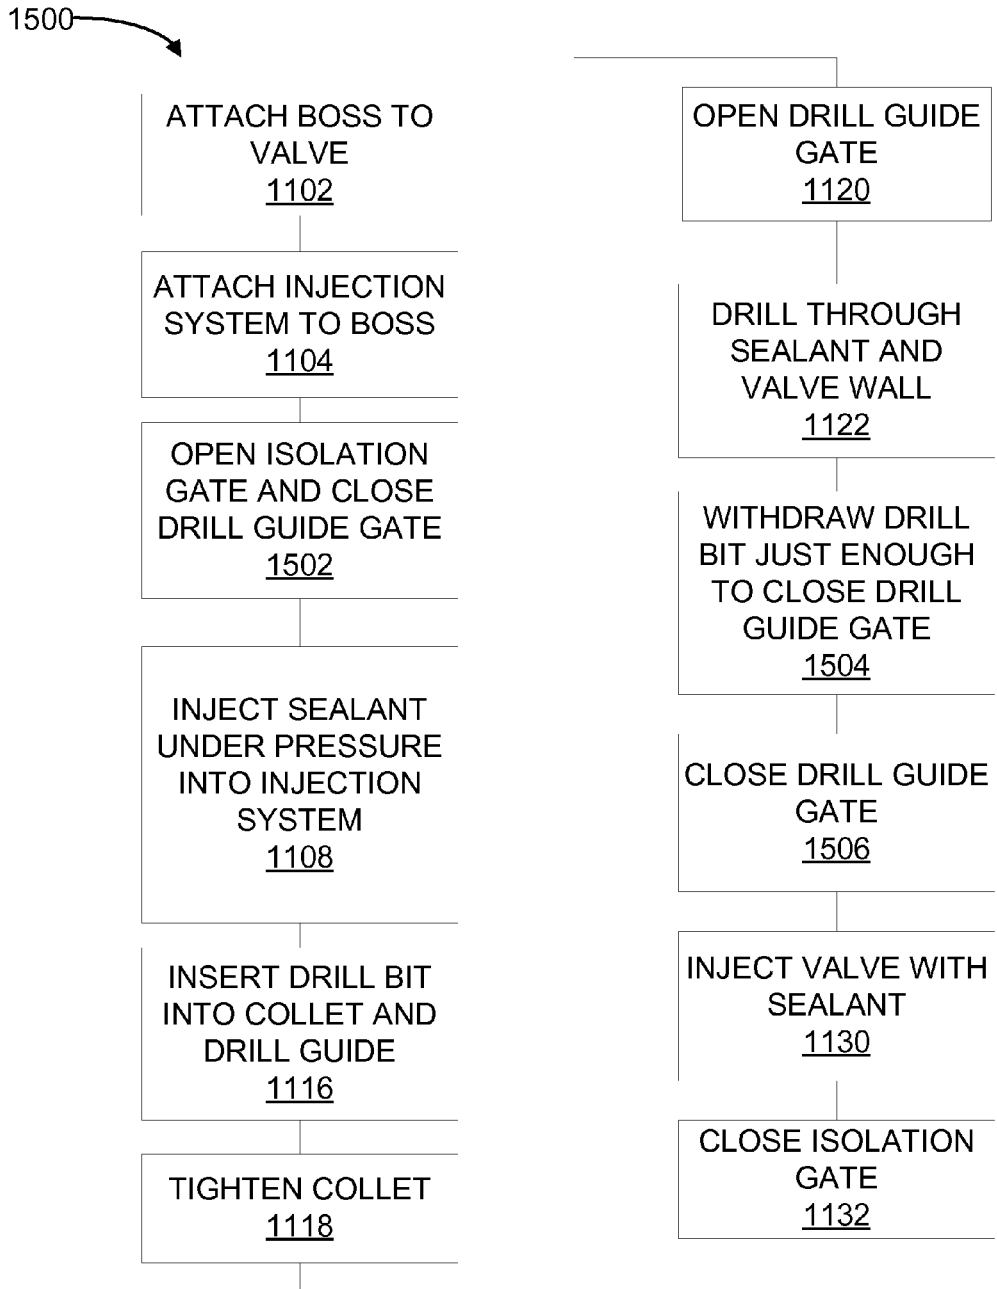 1500
ATTACH BOSS TO
VALVE
1102
ATTACH INJECTION
SYSTEM TO BOSS
1104
OPEN ISOLATION
GATE AND CLOSE
DRILL GUIDE GATE
1502
INJECT SEALANT
UNDER PRESSURE
INTO INJECTION
SYSTEM
1108
INSERT DRILL BIT
INTO COLLET AND
DRILL GUIDE
1116
TIGHTEN COLLET
1118
OPEN DRILL GUIDE
GATE
1120
DRILL THROUGH
SEALANT AND
VALVE WALL
1122
WITHDRAW DRILL
BIT JUST ENOUGH
TO CLOSE DRILL
GUIDE GATE
1504
CLOSE DRILL GUIDE
GATE
1506
INJECT VALVE WITH
SEALANT
1130
CLOSE ISOLATION
GATE
1132